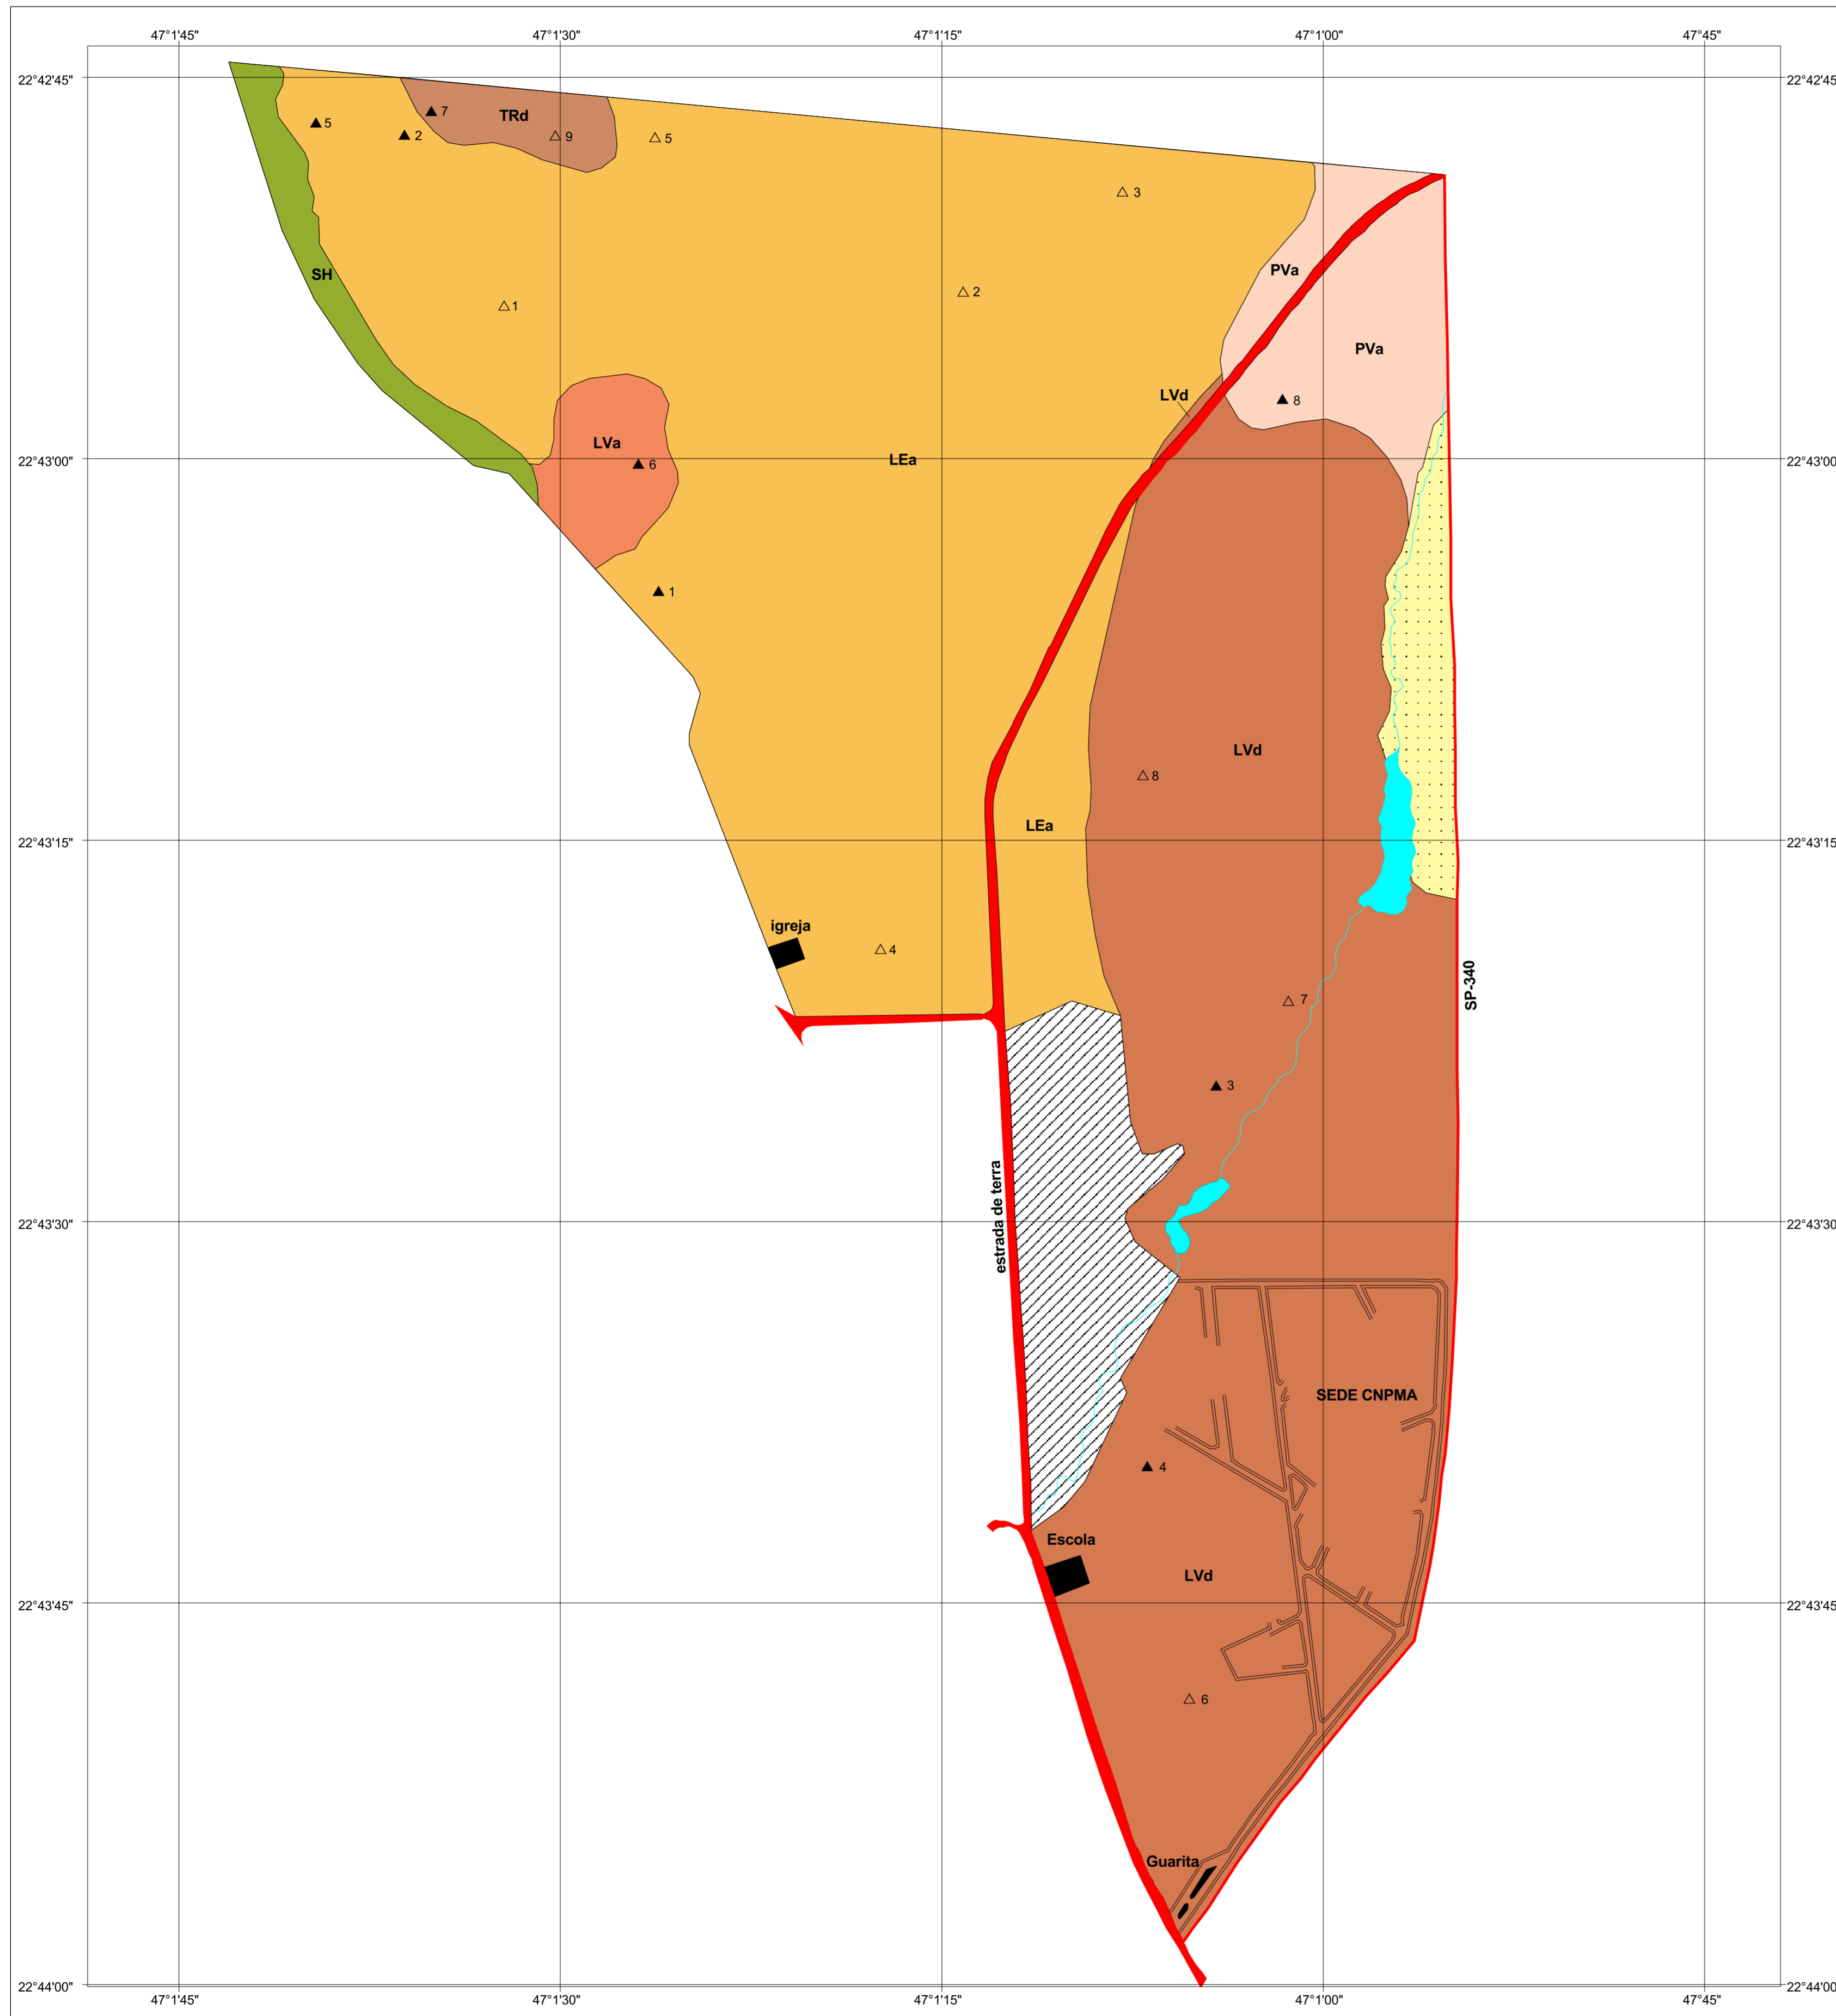 47°1'45" 47°1'30" 47°1'15" 47°1'00" 47°45"
22°42'45" 22°42'45"
7 TRd
5 2 9 5
3
SH PVa
1 2
PVa
LVd
8
LVa
6 LEa
22°43'00" 22°43'00"
1
LVd
8
LEa
22°43'15" 22°43'15"
igreja
4
SP-340
7
3
estrada de terra
22°43'30" 22°43'30"
SEDE CNPMA
4
Escola
LVd
22°43'45" 22°43'45"
6
Guarita
22°44'00" 22°44'00"
47°1'45" 47°1'30" 47°1'15" 47°1'00" 47°45"